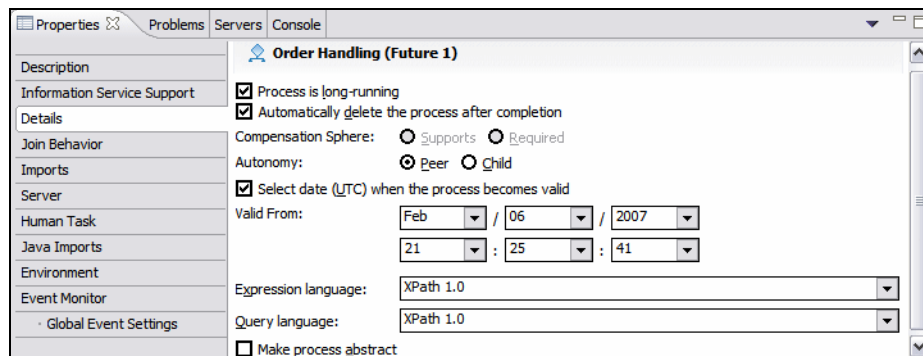 Properties Problems Servers Console
Order Handling (Future 1)
Description
Information Service Support
Details
Join Behavior
Imports
Server
Human Task
Java Imports
Environment
Event Monitor
· Global Event Settings
Process is long-running
Automatically delete the process after completion
Compensation Sphere: Supports Required
Autonomy: Peer Child
Select date (UTC) when the process becomes valid
Valid From: Feb / 06 / 2007
21 : 25 : 41
Expression language: XPath 1.0
Query language: XPath 1.0
Make process abstract